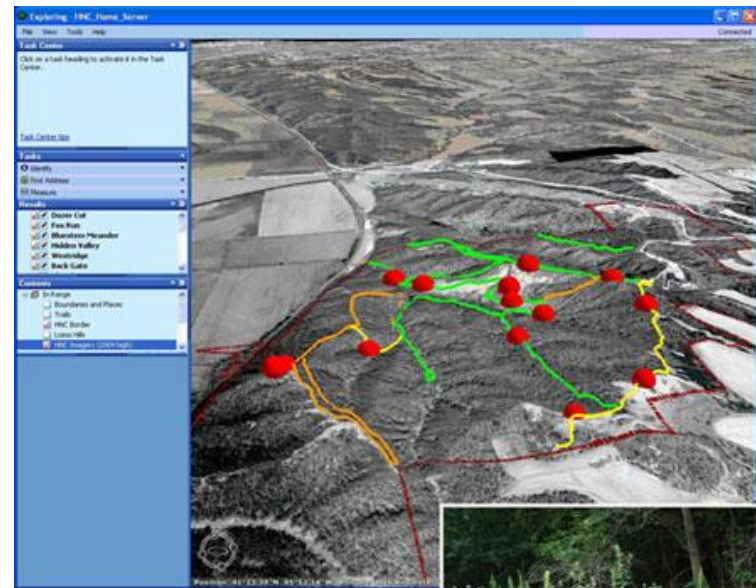 Exploring - HNC_Home_Server
File View Tools Help
Connected
Task Center
Click on a task heading to activate it in the Task
Center.
Task Center tips
Tasks
Identify
Find Address
Measure
Results
Dozer Cut
Fox Run
Bluestem Meander
Hidden Valley
Westridge
Back Gate
Contents
In Range
Boundaries and Places
Trails
HNC Border
Loess Hills
HNC Imagery (2004 high)